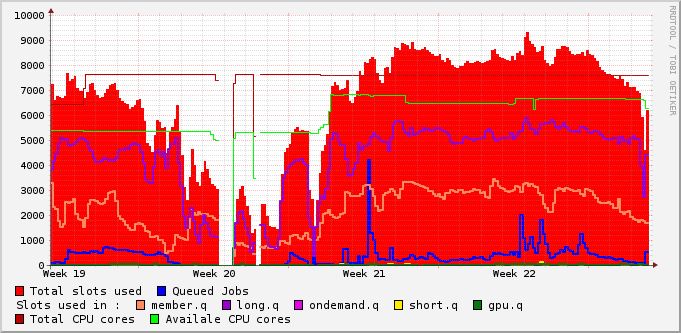 10000
9000
8000
7000
6000
5000
4000
3000
2000
1000
0
Week 19 Week 20 Week 21 Week 22
Total slots used Queued Jobs
Slots used in : member.q long.q ondemand.q short.q gpu.q
Total CPU cores Availale CPU cores
RRDTOOL / TOBI OETIKER